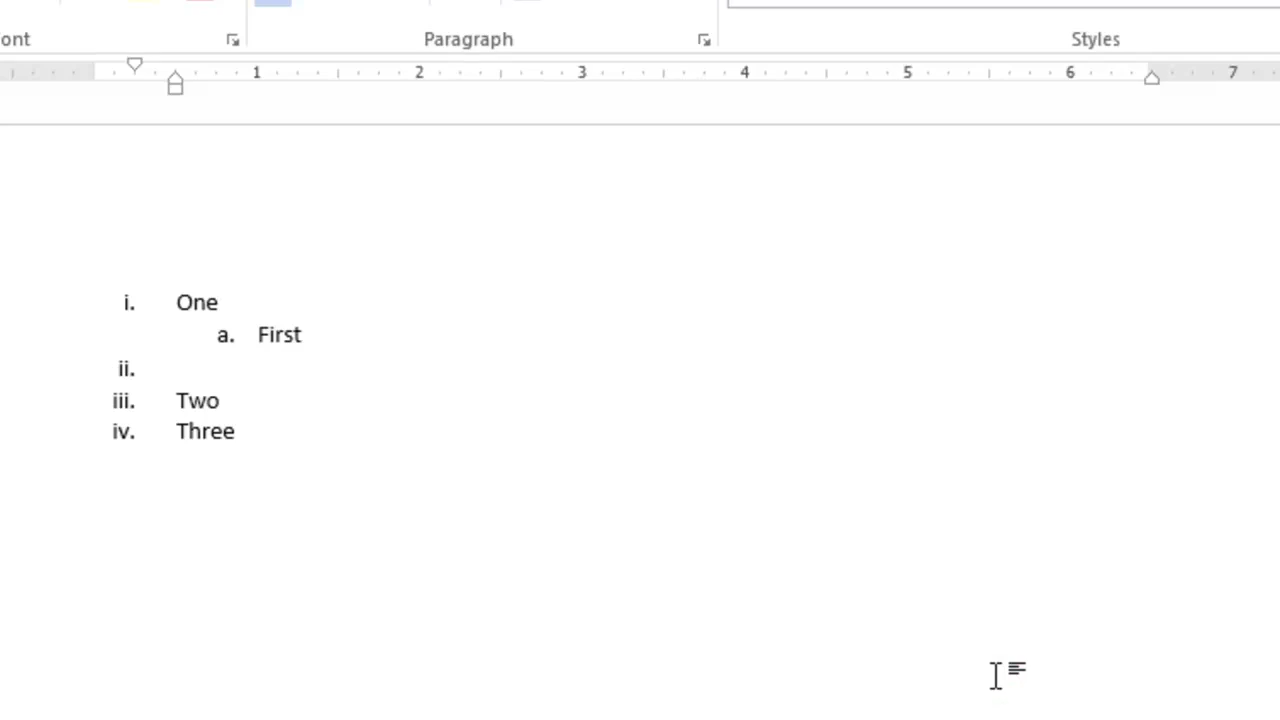 ont Paragraph Styles
1 2 3 4 5 6 7
i. One
a. First
ii.
iii. Two
iv. Three